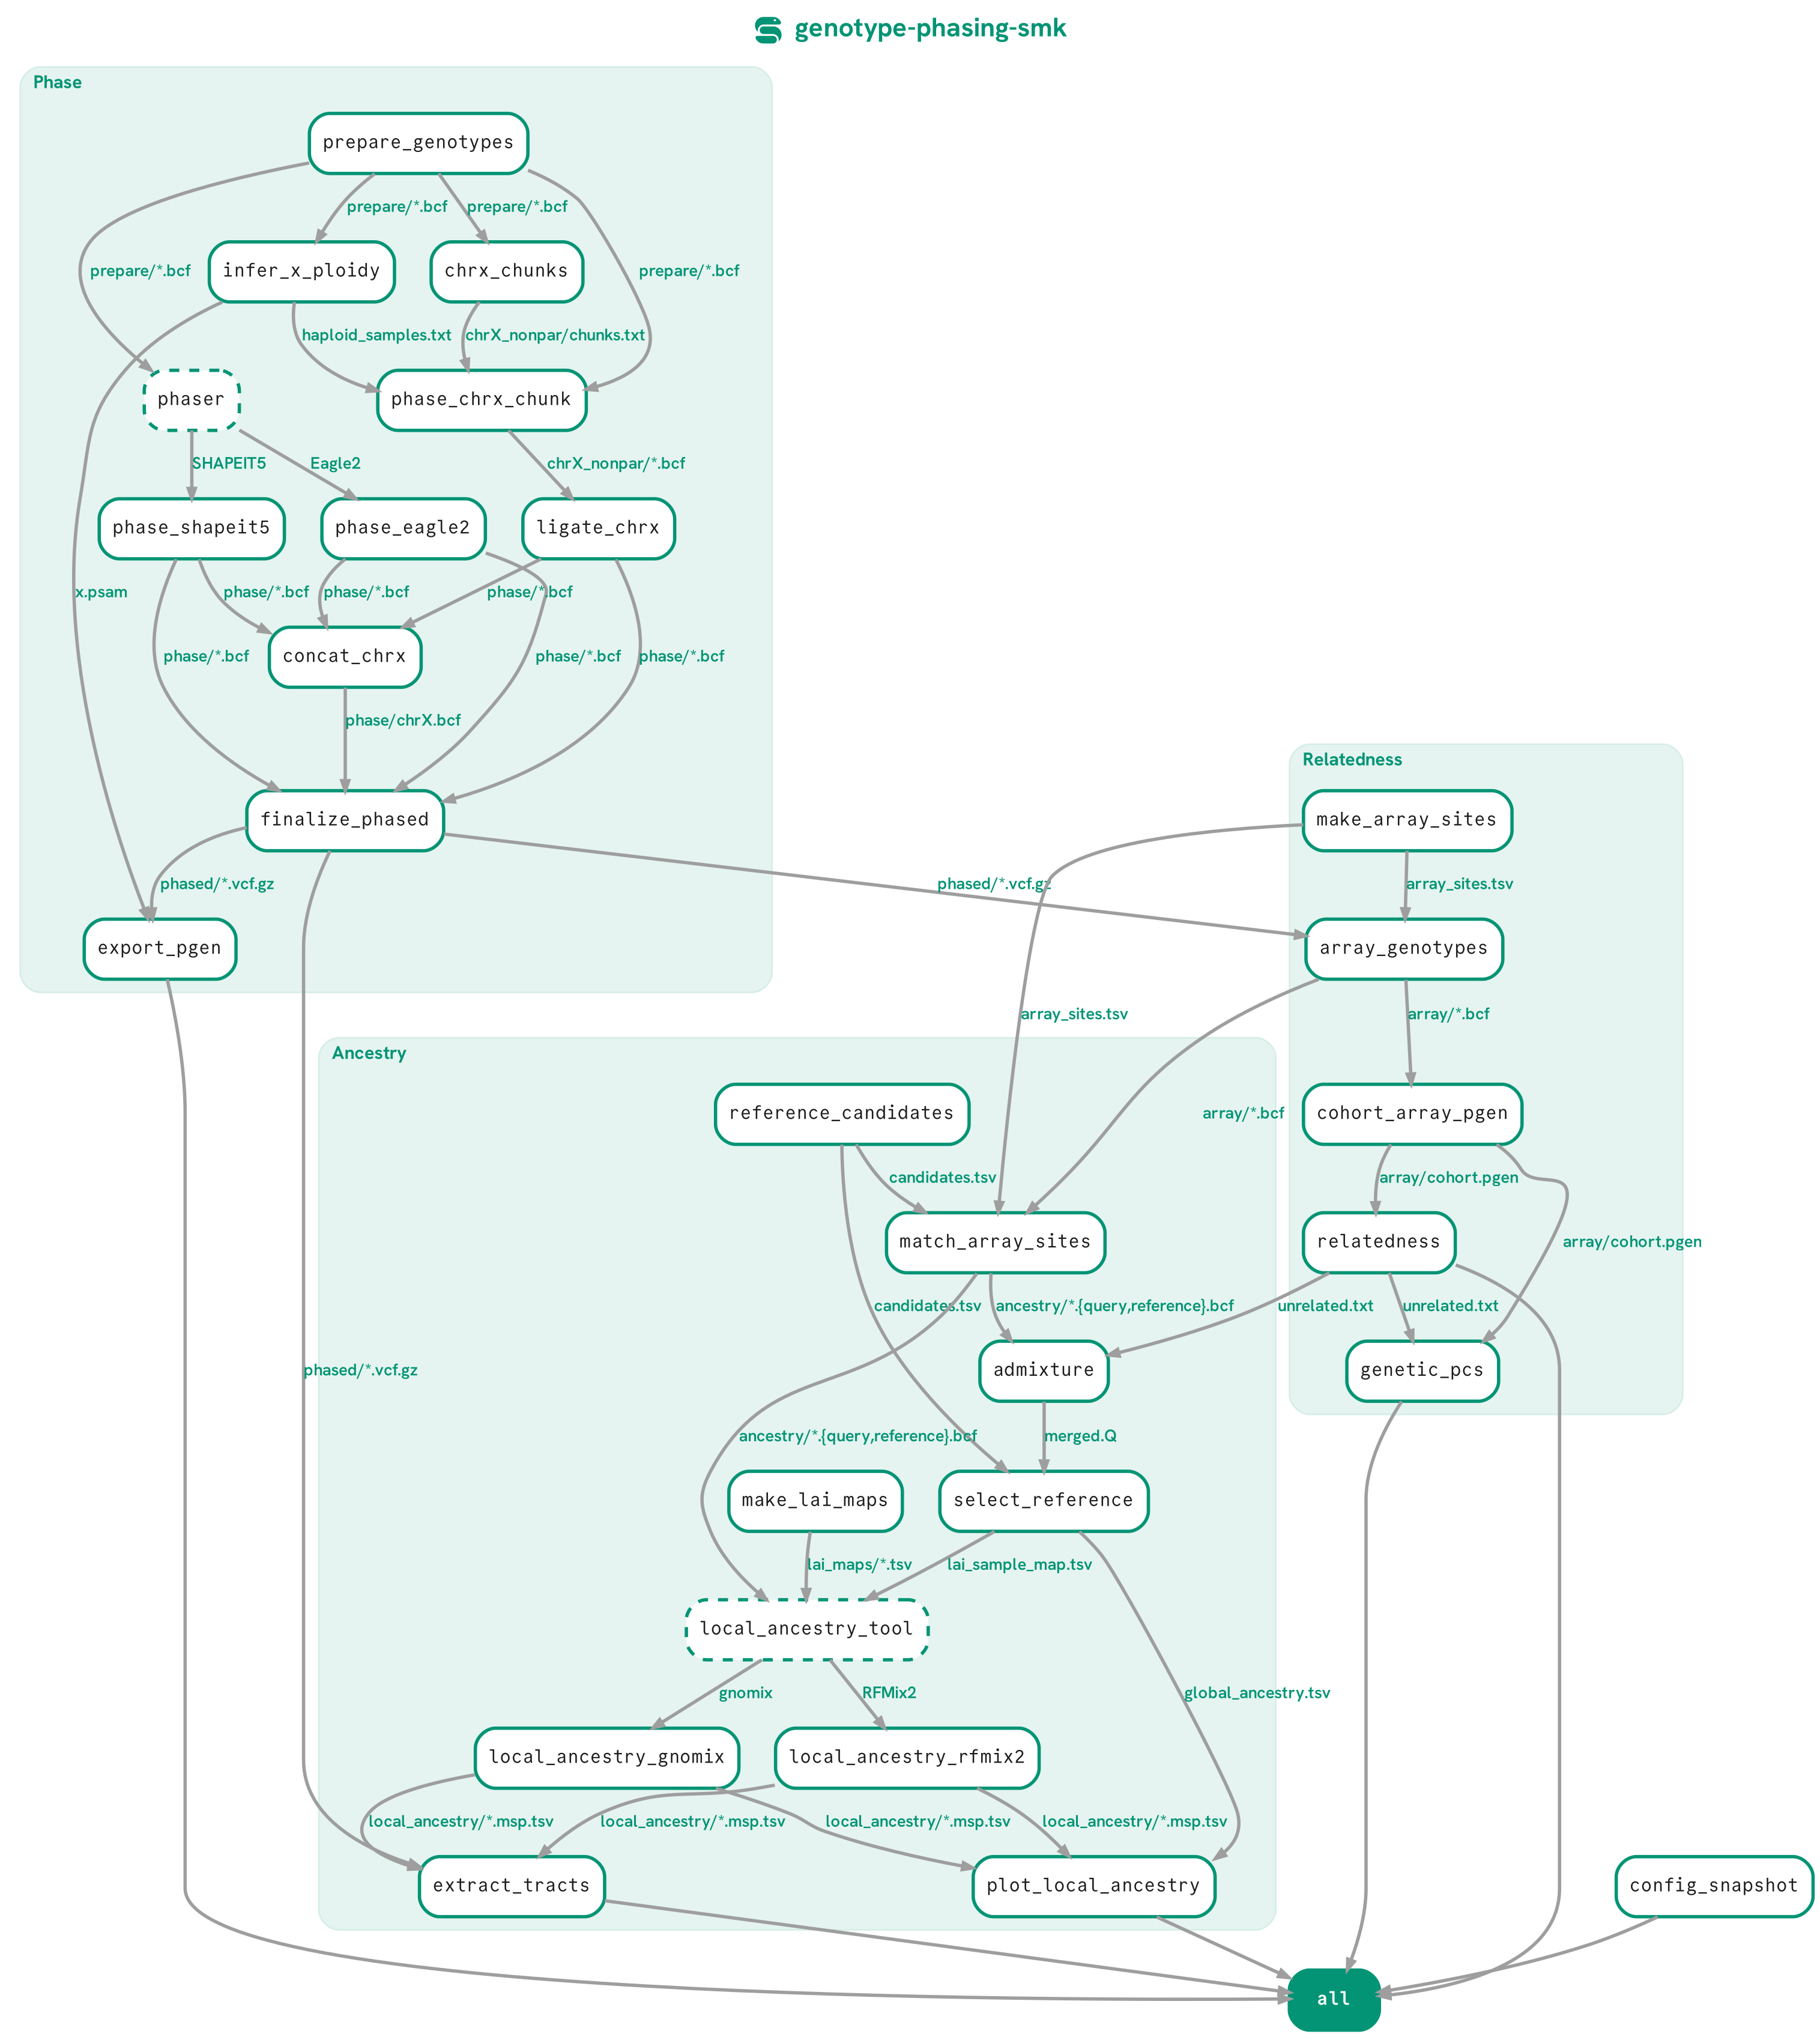 genotype-phasing-smk
Phase
prepare_genotypes
prepare/*.bcf
prepare/*.bcf
prepare/*.bcf
infer_x_ploidy
chrx_chunks
prepare/*.bcf
haploid_samples.txt
chrX_nonpar/chunks.txt
phaser
phase_chrx_chunk
SHAPEIT5
Eagle2
chrX_nonpar/*.bcf
phase_shapeit5
phase_eagle2
ligate_chrx
x.psam
phase/*.bcf
phase/*.bcf
phase/*.bcf
phase/*.bcf
concat_chrx
phase/*.bcf
phase/*.bcf
phase/chrX.bcf
finalize_phased
phased/*.vcf.gz
phased/*.vcf.gz
export_pgen
Relatedness
make_array_sites
array_sites.tsv
array_genotypes
array_sites.tsv
array/*.bcf
Ancestry
reference_candidates
array/*.bcf
cohort_array_pgen
candidates.tsv
array/cohort.pgen
match_array_sites
relatedness
array/cohort.pgen
candidates.tsv
ancestry/*.{query,reference}.bcf
unrelated.txt
unrelated.txt
phased/*.vcf.gz
admixture
genetic_pcs
ancestry/*.{query,reference}.bcf
merged.Q
make_lai_maps
select_reference
lai_maps/*.tsv
lai_sample_map.tsv
local_ancestry_tool
gnomix
RFMix2
global_ancestry.tsv
local_ancestry_gnomix
local_ancestry_rfmix2
local_ancestry/*.msp.tsv
local_ancestry/*.msp.tsv
local_ancestry/*.msp.tsv
local_ancestry/*.msp.tsv
extract_tracts
plot_local_ancestry
config_snapshot
all